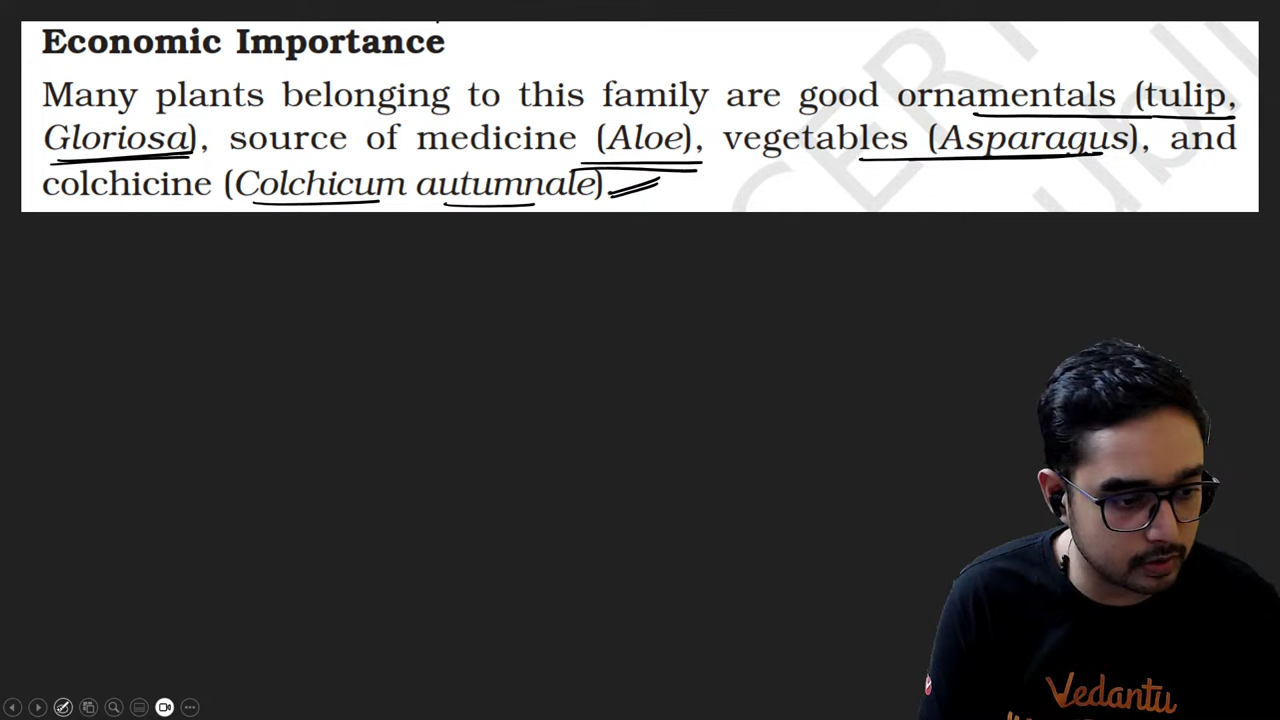 Economic Importance
Many plants belonging to this family are good ornamentals (tulip,
Gloriosa), source of medicine (Aloe), vegetables (Asparagus), and
colchicine (Colchicum autumnale).
Vedantu